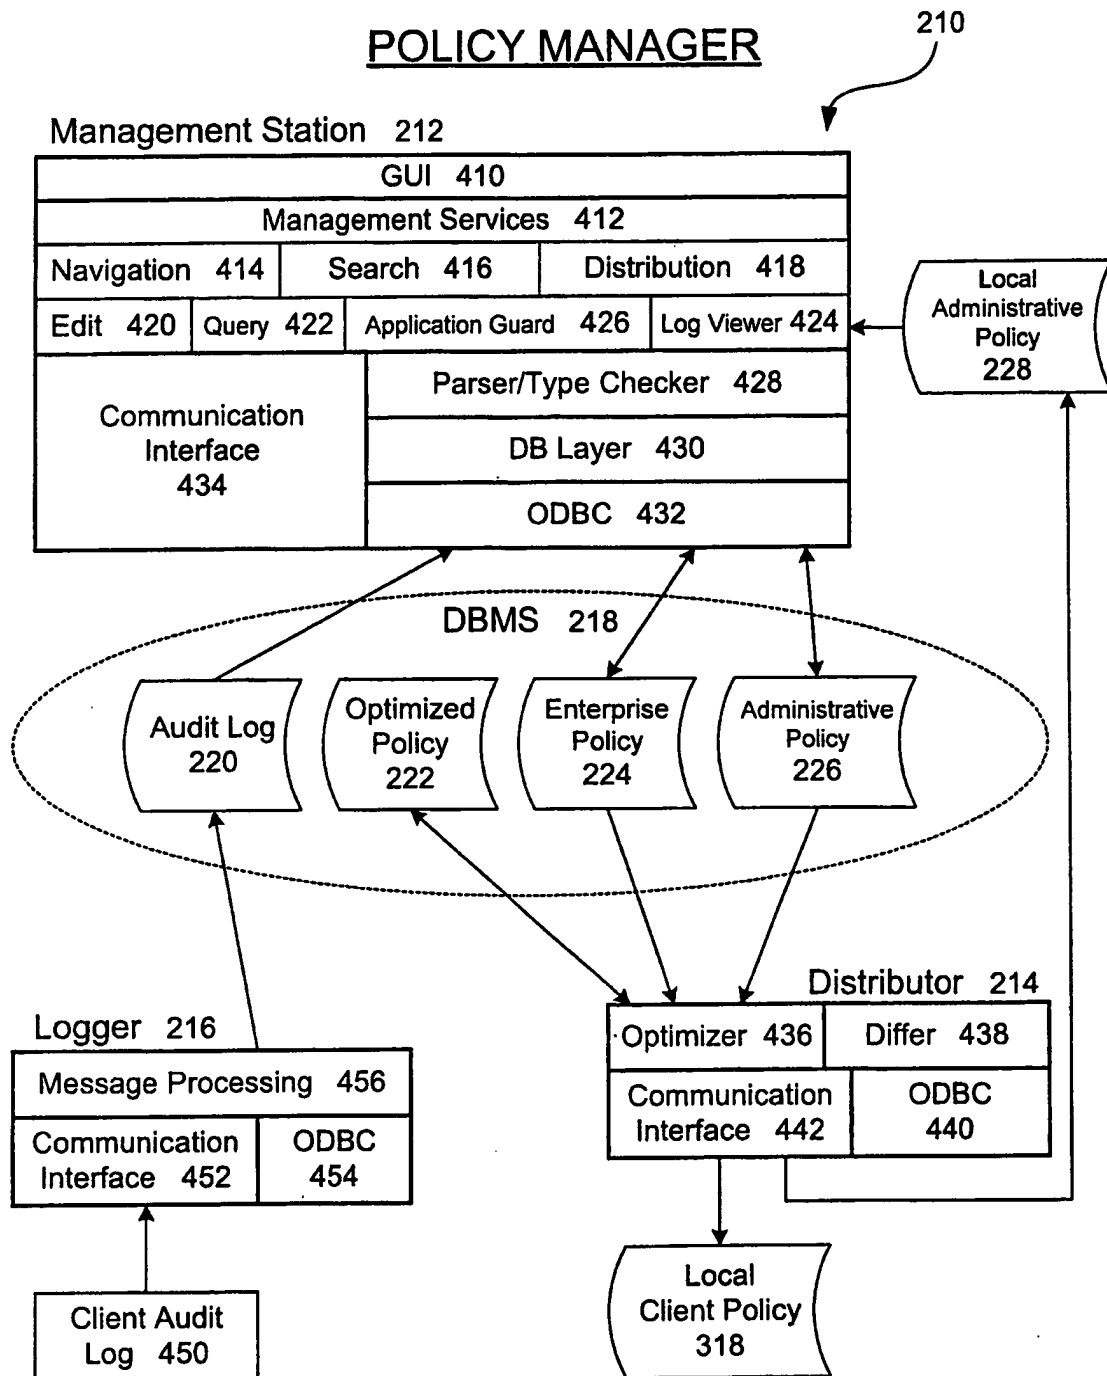 210
POLICY MANAGER
Management Station 212
GUI 410
Management Services 412
Navigation 414
Search 416
Distribution 418
Edit 420
Query 422
Application Guard 426
Log Viewer 424
Local
Administrative
Policy
228
Communication
Interface
434
Parser/Type Checker 428
DB Layer 430
ODBC 432
DBMS 218
Audit Log
220
Optimized
Policy
222
Enterprise
Policy
224
Administrative
Policy
226
Distributor 214
Optimizer 436
Differ 438
Communication
Interface 442
ODBC
440
Logger 216
Message Processing 456
Communication
Interface 452
ODBC
454
Client Audit
Log 450
Local
Client Policy
318